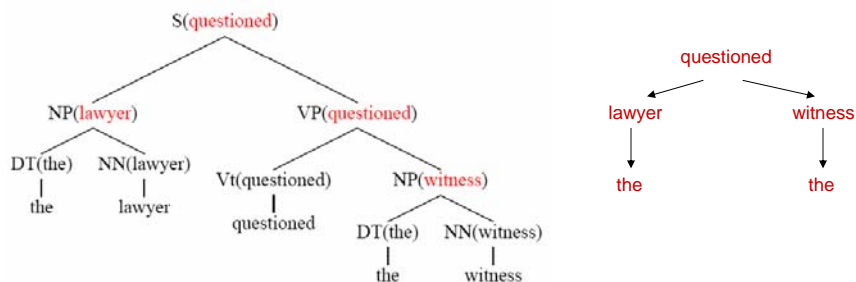 S(questioned)
questioned
NP(lawyer)
VP(questioned)
lawyer
witness
DT(the)
NN(lawyer)
Vt(questioned)
NP(witness)
the
the
the
lawyer
questioned
DT(the)
NN(witness)
the
witness